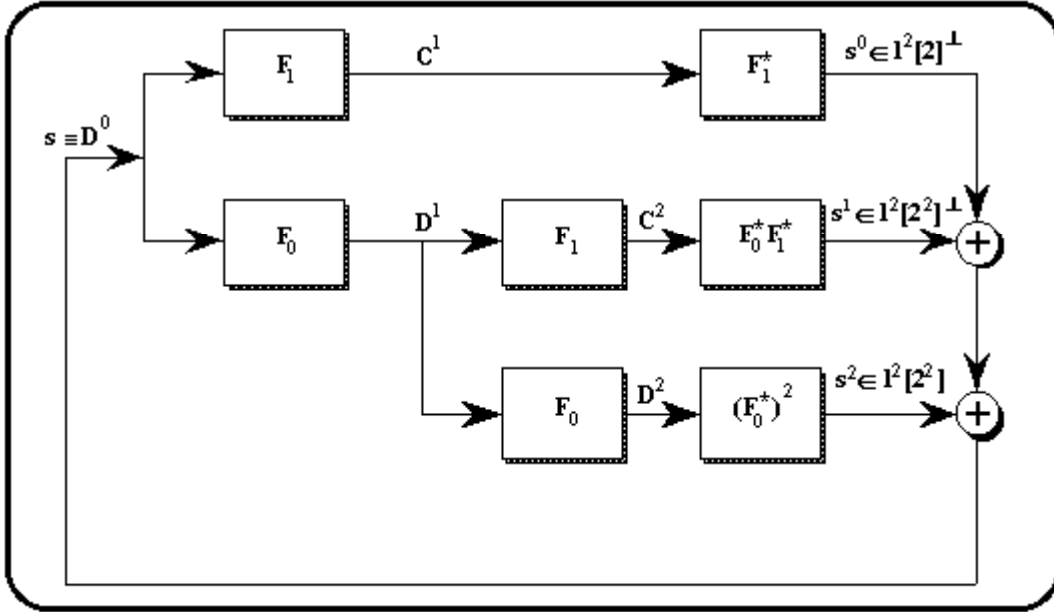 F₁ C¹ F₁* s⁰ ∈ l²[2]^⊥
s ≡ D⁰
F₀ D¹ F₁ C² F₀*F₁* s¹ ∈ l²[2²]^⊥
+
F₀ D² (F₀*)² s² ∈ l²[2²]
+